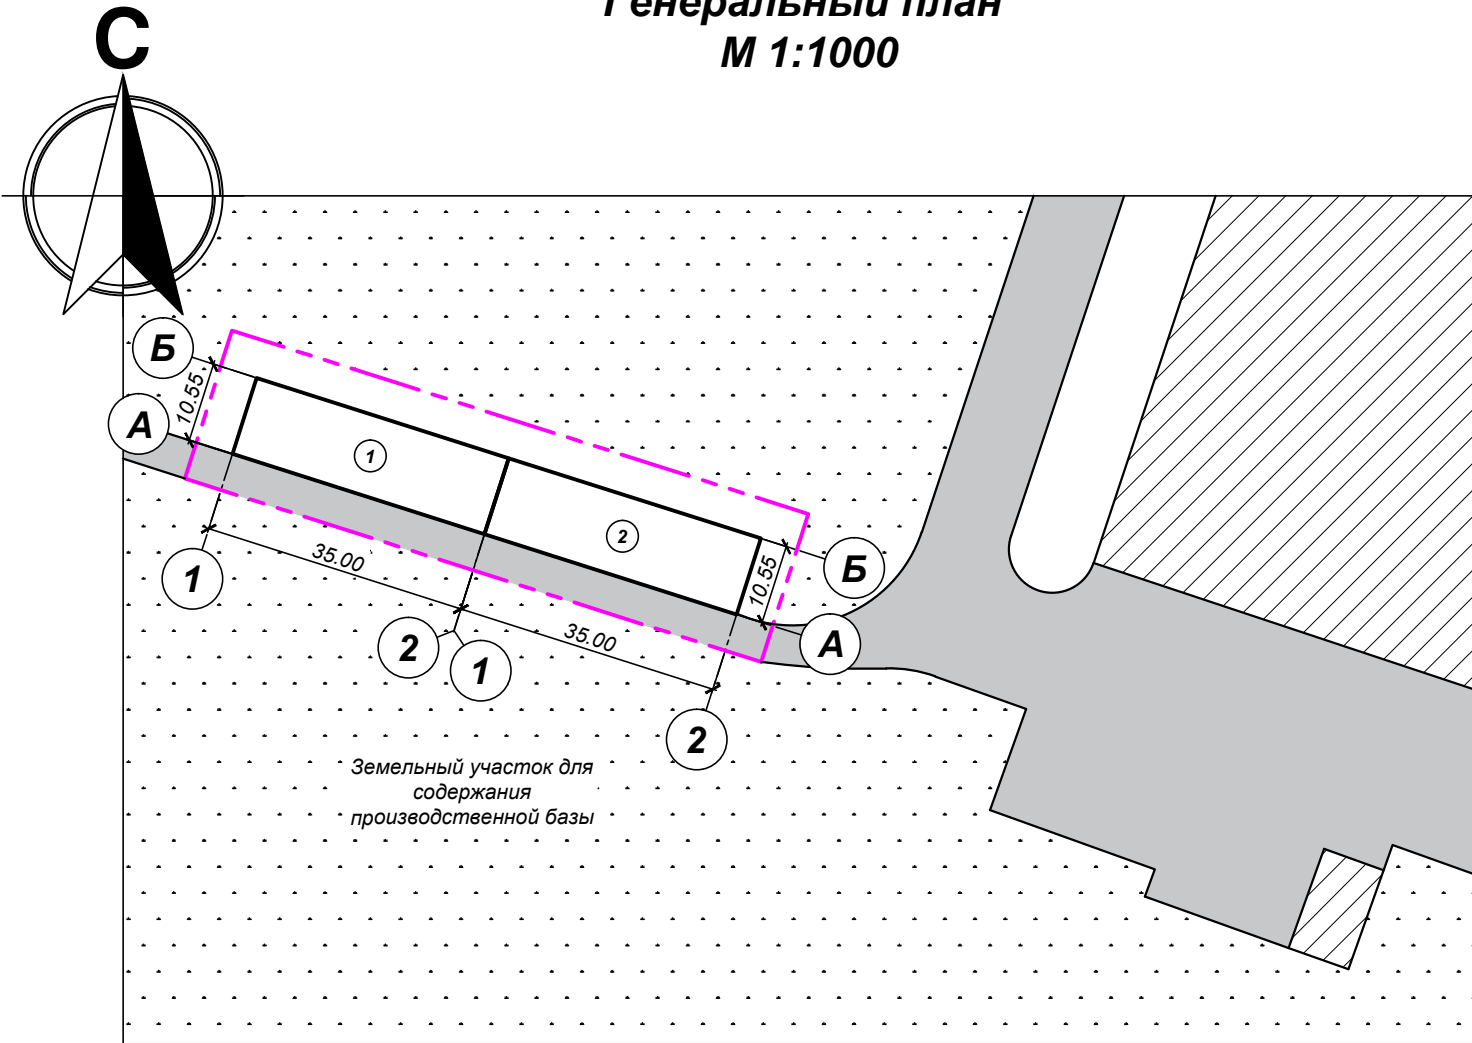 Генеральный план
М 1:1000
С
Б
10.55
А
1
2
35.00
1
2
1
35.00
2
10.55
Б
А
Земельный участок для
содержания
производственной базы